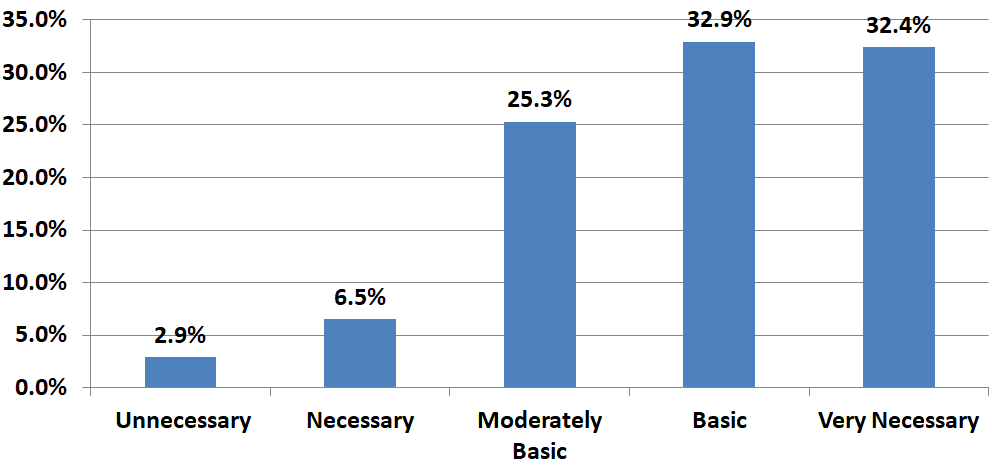 35.0%
30.0%
25.0%
20.0%
15.0%
10.0%
5.0%
0.0%
2.9%
6.5%
25.3%
32.9%
32.4%
Unnecessary
Necessary
Moderately
Basic
Basic
Very Necessary